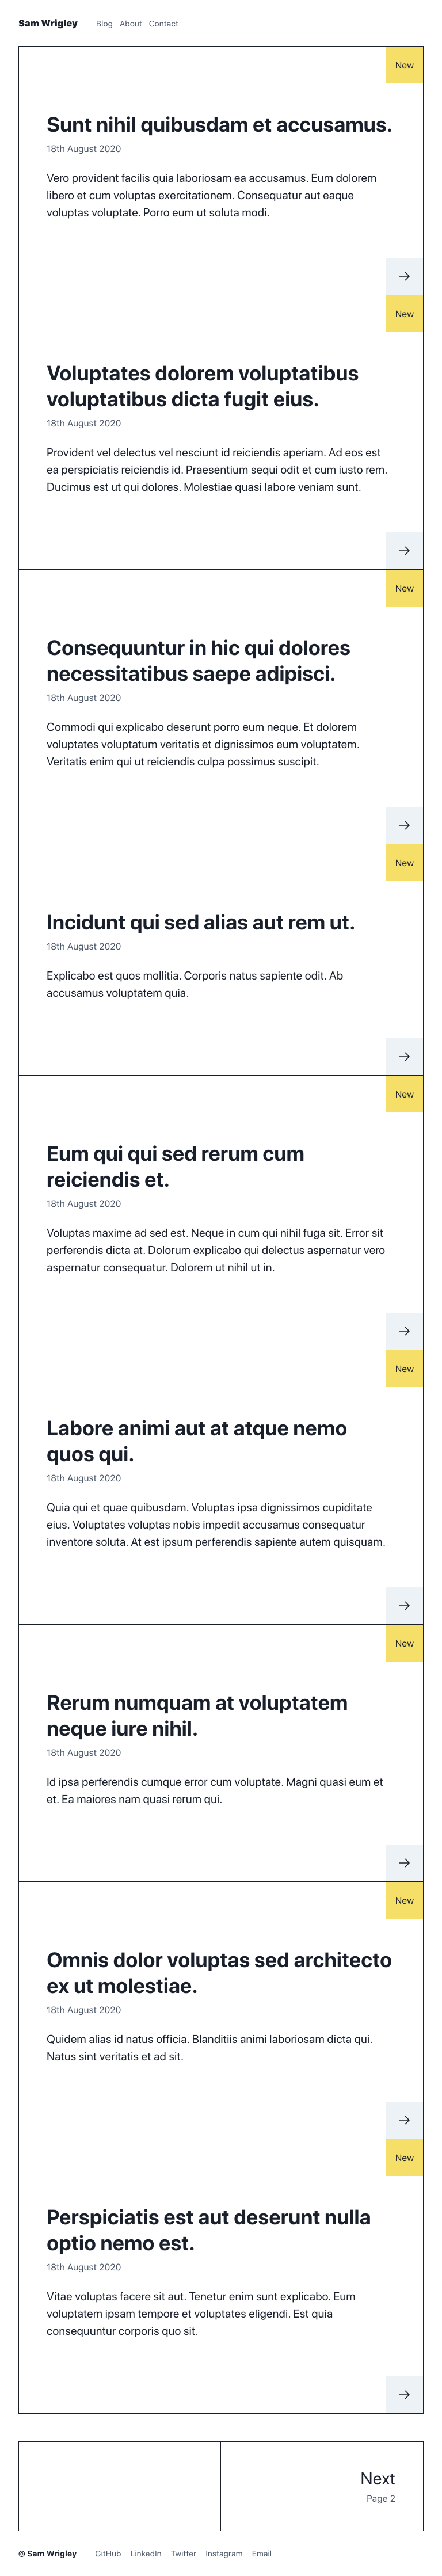 Sam Wrigley Blog About Contact
New
Sunt nihil quibusdam et accusamus.
18th August 2020
Vero provident facilis quia laboriosam ea accusamus. Eum dolorem
libero et cum voluptas exercitationem. Consequatur aut eaque
voluptas voluptate. Porro eum ut soluta modi.
New
Voluptates dolorem voluptatibus
voluptatibus dicta fugit eius.
18th August 2020
Provident vel delectus vel nesciunt id reiciendis aperiam. Ad eos est
ea perspiciatis reiciendis id. Praesentium sequi odit et cum iusto rem.
Ducimus est ut qui dolores. Molestiae quasi labore veniam sunt.
New
Consequuntur in hic qui dolores
necessitatibus saepe adipisci.
18th August 2020
Commodi qui explicabo deserunt porro eum neque. Et dolorem
voluptates voluptatum veritatis et dignissimos eum voluptatem.
Veritatis enim qui ut reiciendis culpa possimus suscipit.
New
Incidunt qui sed alias aut rem ut.
18th August 2020
Explicabo est quos mollitia. Corporis natus sapiente odit. Ab
accusamus voluptatem quia.
New
Eum qui qui sed rerum cum
reiciendis et.
18th August 2020
Voluptas maxime ad sed est. Neque in cum qui nihil fuga sit. Error sit
perferendis dicta at. Dolorum explicabo qui delectus aspernatur vero
aspernatur consequatur. Dolorem ut nihil ut in.
New
Labore animi aut at atque nemo
quos qui.
18th August 2020
Quia qui et quae quibusdam. Voluptas ipsa dignissimos cupiditate
eius. Voluptates voluptas nobis impedit accusamus consequatur
inventore soluta. At est ipsum perferendis sapiente autem quisquam.
New
Rerum numquam at voluptatem
neque iure nihil.
18th August 2020
Id ipsa perferendis cumque error cum voluptate. Magni quasi eum et
et. Ea maiores nam quasi rerum qui.
New
Omnis dolor voluptas sed architecto
ex ut molestiae.
18th August 2020
Quidem alias id natus officia. Blanditiis animi laboriosam dicta qui.
Natus sint veritatis et ad sit.
New
Perspiciatis est aut deserunt nulla
optio nemo est.
18th August 2020
Vitae voluptas facere sit aut. Tenetur enim sunt explicabo. Eum
voluptatem ipsam tempore et voluptates eligendi. Est quia
consequuntur corporis quo sit.
Next
Page 2
© Sam Wrigley GitHub LinkedIn Twitter Instagram Email